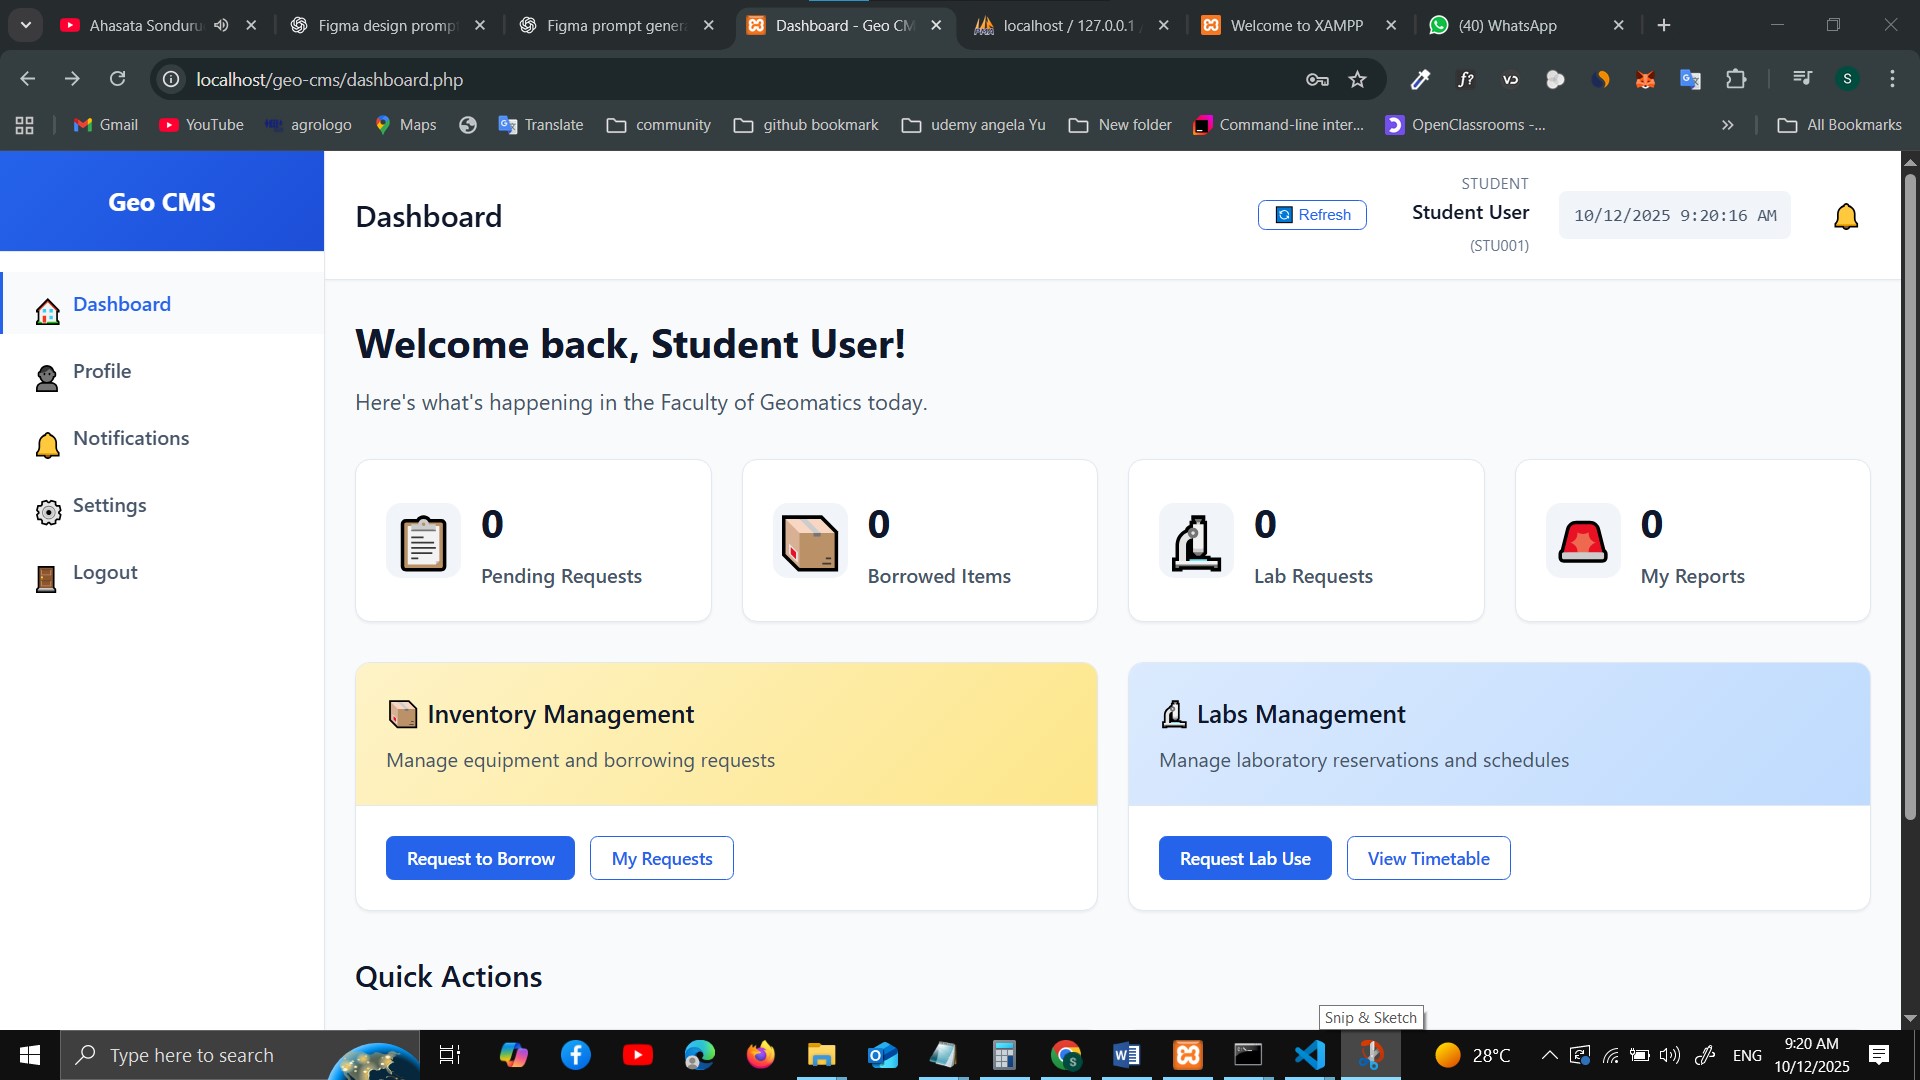 Ahasata Sonduru
Figma design promp
Figma prompt gener
Dashboard - Geo CM
localhost / 127.0.0.1
Welcome to XAMPP
(40) WhatsApp
localhost/geo-cms/dashboard.php
f?
S
Gmail
YouTube
agrologo
Maps
Translate
community
github bookmark
udemy angela Yu
New folder
Command-line inter...
OpenClassrooms -...
All Bookmarks
Geo CMS
Dashboard
Profile
Notifications
Settings
Logout
Dashboard
Refresh
STUDENT
Student User
(STU001)
10/12/2025 9:20:16 AM
Welcome back, Student User!
Here's what's happening in the Faculty of Geomatics today.
0
Pending Requests
0
Borrowed Items
0
Lab Requests
0
My Reports
Inventory Management
Manage equipment and borrowing requests
Request to Borrow
My Requests
Labs Management
Manage laboratory reservations and schedules
Request Lab Use
View Timetable
Quick Actions
Snip & Sketch
Type here to search
28°C
ENG
9:20 AM
10/12/2025